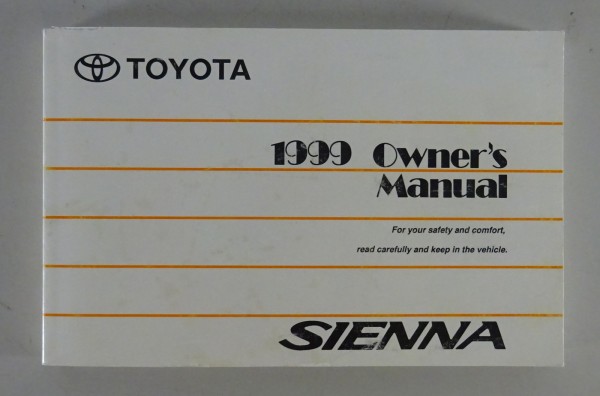 TOYOTA
1999 Owner's
Manual
For your safety and comfort,
read carefully and keep in the vehicle.
SIENNA